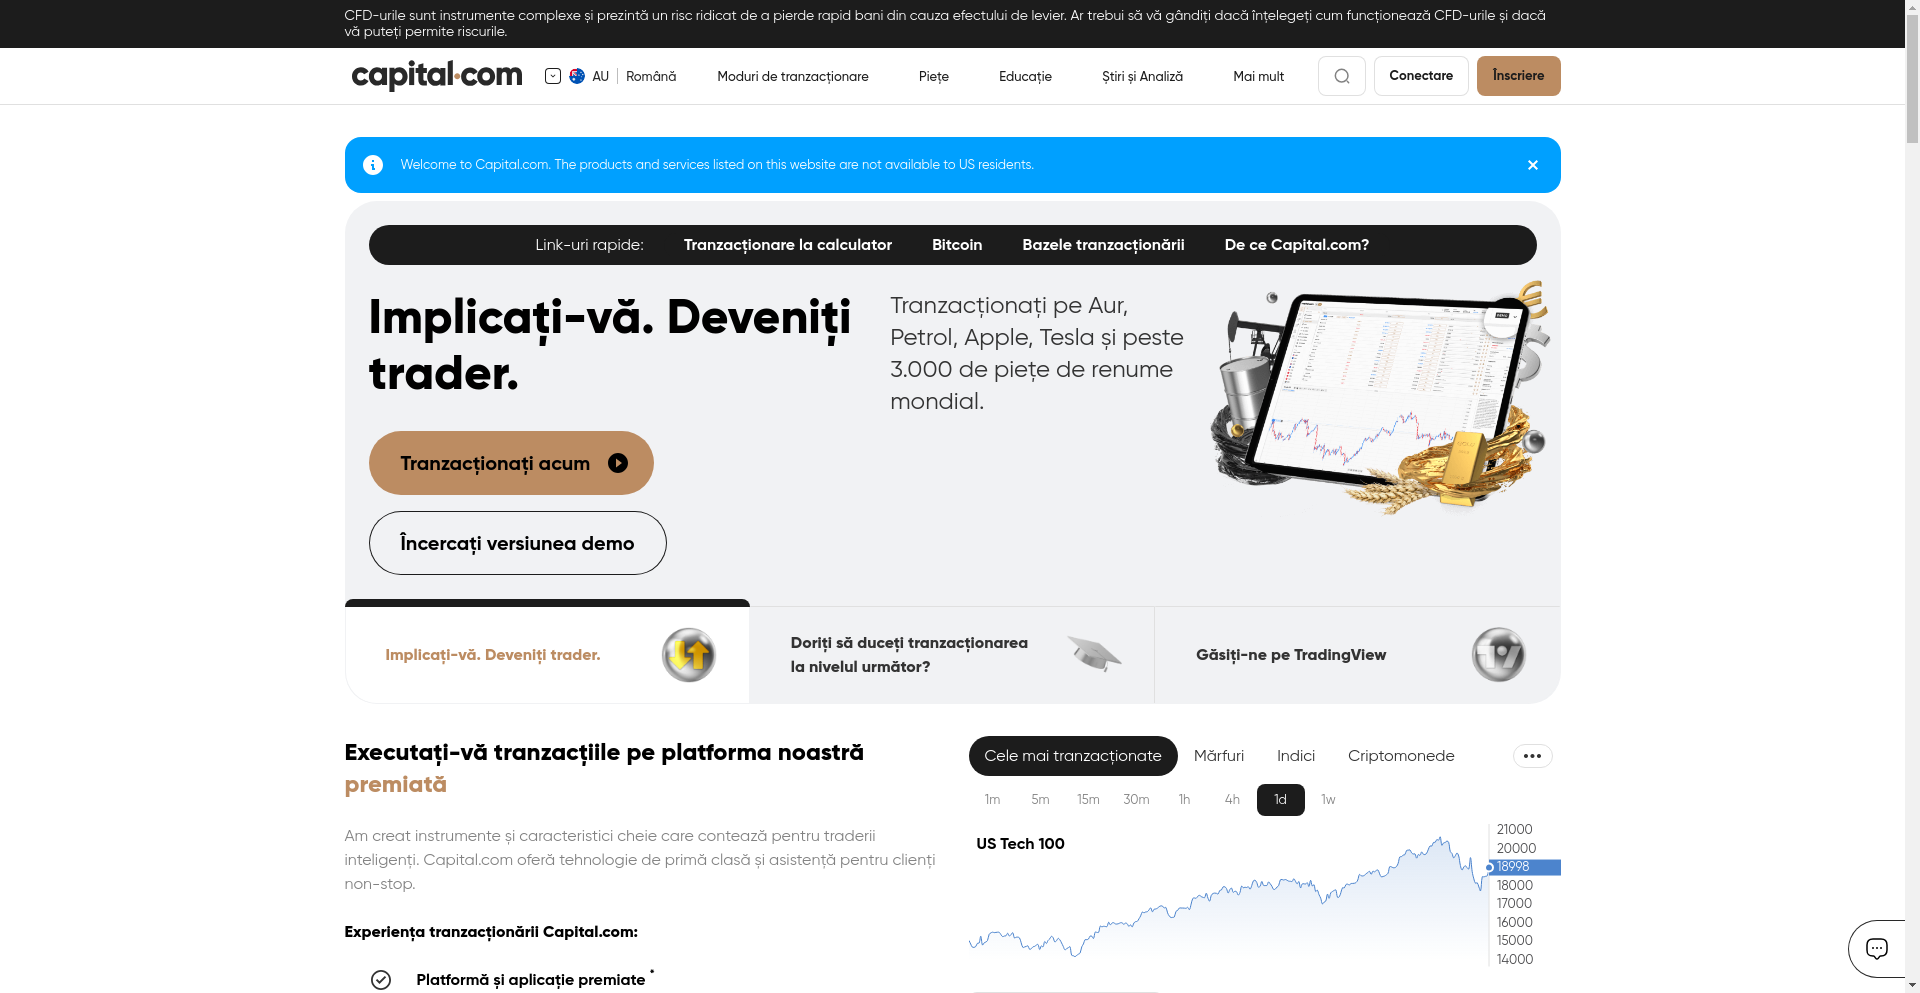 CFD-urile sunt instrumente complexe și prezintă un risc ridicat de a pierde rapid bani din cauza efectului de levier. Ar trebui să vă gândiți dacă înțelegeți cum funcționează CFD-urile și dacă
vă puteți permite riscurile.
capital.com
AU
Română
Moduri de tranzacționare
Piețe
Educație
Știri și Analiză
Mai mult
Conectare
Înscriere
Welcome to Capital.com. The products and services listed on this website are not available to US residents.
Link-uri rapide:
Tranzacționare la calculator
Bitcoin
Bazele tranzacționării
De ce Capital.com?
Implicați-vă. Deveniți
trader.
Tranzacționați pe Aur,
Petrol, Apple, Tesla și peste
3.000 de piețe de renume
mondial.
Tranzacționați acum
Încercați versiunea demo
Implicați-vă. Deveniți trader.
Doriți să duceți tranzacționarea
la nivelul următor?
Găsiți-ne pe TradingView
Executați-vă tranzacțiile pe platforma noastră
premiată
Am creat instrumente și caracteristici cheie care contează pentru traderii
inteligenți. Capital.com oferă tehnologie de primă clasă și asistență pentru clienți
non-stop.
Experiența tranzacționării Capital.com:
Platformă și aplicație premiate *
Cele mai tranzacționate
Mărfuri
Indici
Criptomonede
1m
5m
15m
30m
1h
4h
1d
1w
US Tech 100
21000
20000
18998
18000
17000
16000
15000
14000